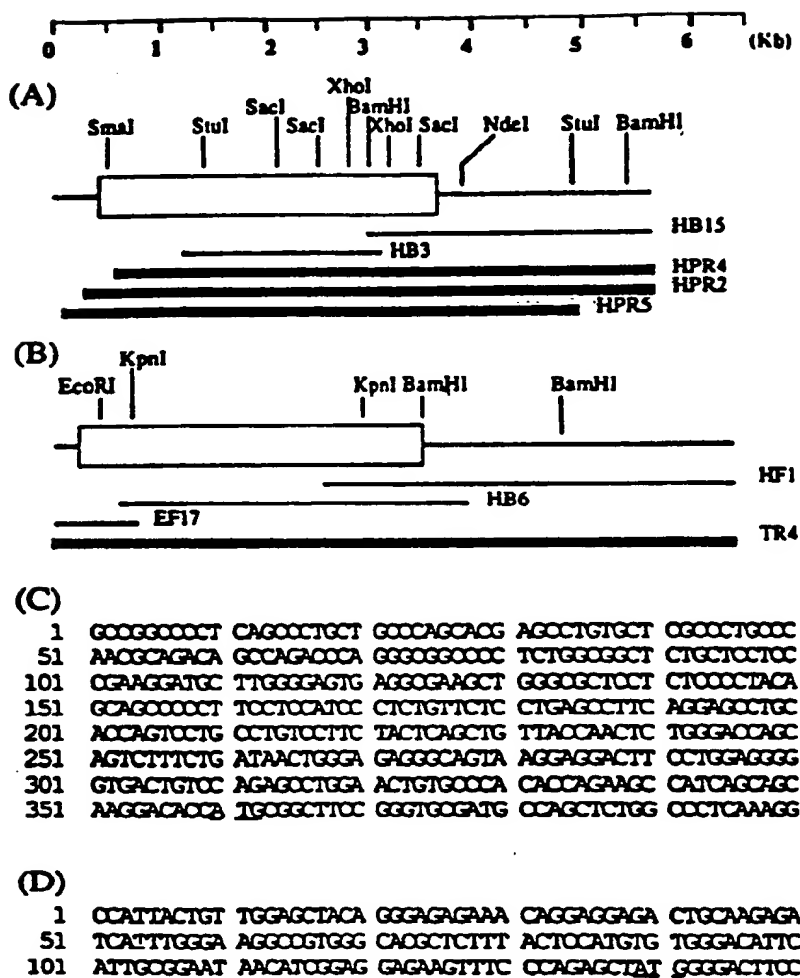 0 1 2 3 4 5 6 (Kb)
(A)
XhoI
SacI BamHI
SmaI StuI SacI XhoI SacI NdeI StuI BamHI
HB15
HB3
HPR4
HPR2
HPR5
(B)
KpnI
EcoRI KpnI BamHI BamHI
HF1
HB6
EF17
TR4
(C)
1 GCCGGCCCCT CAGCCCTGCT GCCCAGCACG AGCCTGTGCT CGCCCTGCCC
51 AACGCAGACA GCCAGACCCA GGGCGGCCCC TCTGGCGGCT CTGCTCCTCC
101 CGAAGGATGC TTGGGGAGTG AGGCGAAGCT GGGCGCTCCT CTCCCCTACA
151 GCAGCCCCCT TCCTCCATCC CTCTGTTCTC CTGAGCCTTC AGGAGCCTGC
201 ACCAGTCCTG CCTGTCCTTC TACTCAGCTG TTACCAACTC TGGGACCAGC
251 AGTCTTTCTG ATAACTGGGA GAGGGCAGTA AGGAGGACTT CCTGGAGGGG
301 GTGACTGTCC AGAGCCTGGA ACTGTGCCCA CACCAGAAGC CATCAGCAGC
351 AAGGACACCA TGCGGCTTCC GGGTGCGATG CCAGCTCTGG CCCTCAAAGG
(D)
1 CCATTACTGT TGGAGCTACA GGGAGAGAAA CAGGAGGAGA CTGCAAGAGA
51 TCATTTGGGA AGGCCGTGGG CACGCTCTTT ACTCCATGTG TGGGACATTC
101 ATTGCGGAAT AACATCGGAG GAGAAGTTTC CCAGAGCTAT GGGGACTTCC